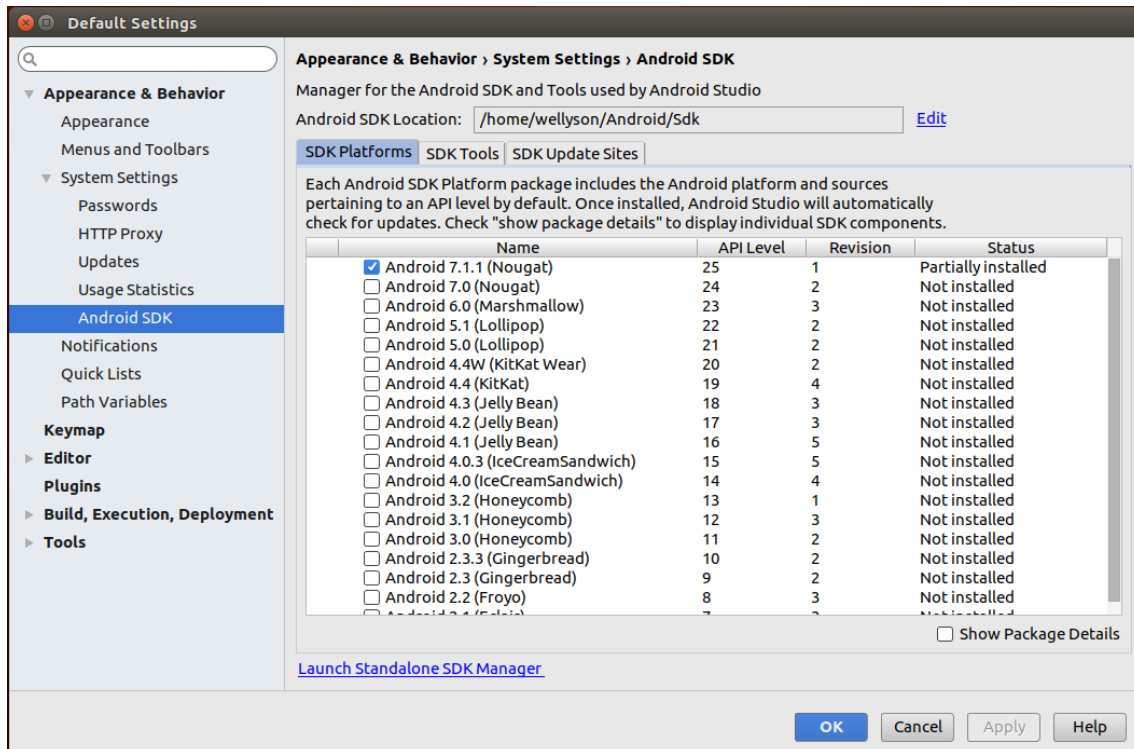 Default Settings
Appearance & Behavior
Appearance
Menus and Toolbars
System Settings
Passwords
HTTP Proxy
Updates
Usage Statistics
Android SDK
Notifications
Quick Lists
Path Variables
Keymap
Editor
Plugins
Build, Execution, Deployment
Tools
Appearance & Behavior › System Settings › Android SDK
Manager for the Android SDK and Tools used by Android Studio
Android SDK Location: /home/wellyson/Android/Sdk Edit
SDK Platforms SDK Tools SDK Update Sites
Each Android SDK Platform package includes the Android platform and sources
pertaining to an API level by default. Once installed, Android Studio will automatically
check for updates. Check "show package details" to display individual SDK components.
Name API Level Revision Status
Android 7.1.1 (Nougat) 25 1 Partially installed
Android 7.0 (Nougat) 24 2 Not installed
Android 6.0 (Marshmallow) 23 3 Not installed
Android 5.1 (Lollipop) 22 2 Not installed
Android 5.0 (Lollipop) 21 2 Not installed
Android 4.4W (KitKat Wear) 20 2 Not installed
Android 4.4 (KitKat) 19 4 Not installed
Android 4.3 (Jelly Bean) 18 3 Not installed
Android 4.2 (Jelly Bean) 17 3 Not installed
Android 4.1 (Jelly Bean) 16 5 Not installed
Android 4.0.3 (IceCreamSandwich) 15 5 Not installed
Android 4.0 (IceCreamSandwich) 14 4 Not installed
Android 3.2 (Honeycomb) 13 1 Not installed
Android 3.1 (Honeycomb) 12 3 Not installed
Android 3.0 (Honeycomb) 11 2 Not installed
Android 2.3.3 (Gingerbread) 10 2 Not installed
Android 2.3 (Gingerbread) 9 2 Not installed
Android 2.2 (Froyo) 8 3 Not installed
Show Package Details
Launch Standalone SDK Manager
OK Cancel Apply Help